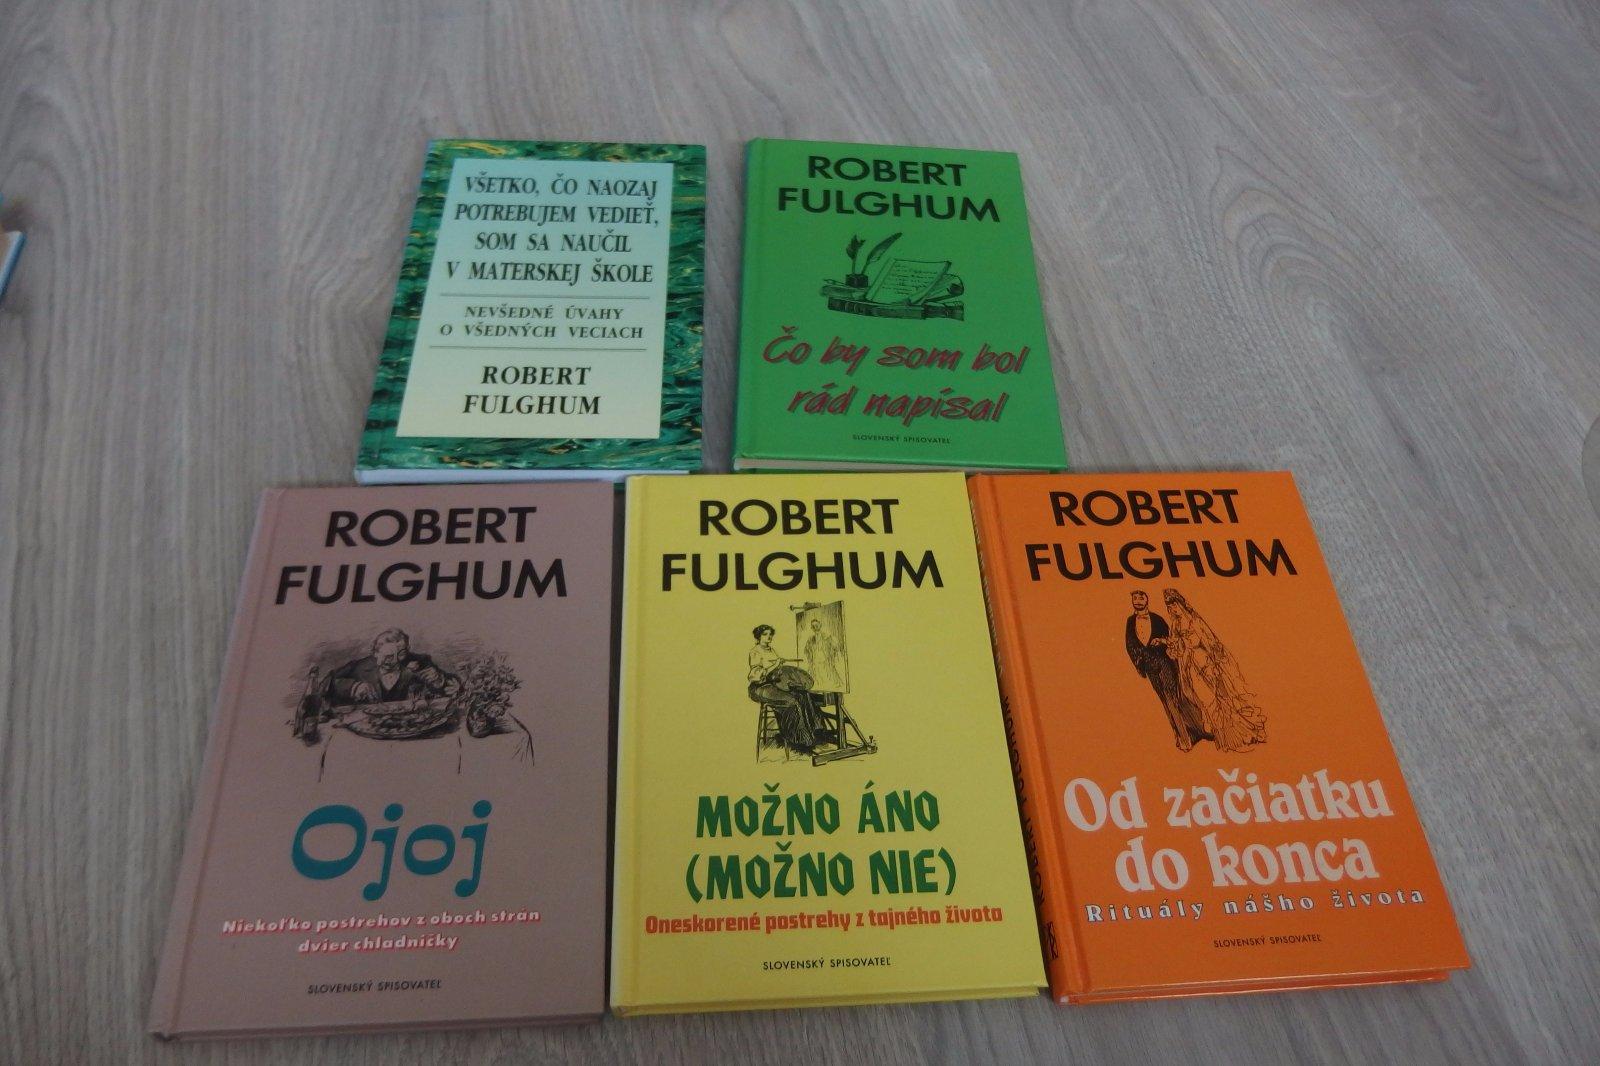 VŠETKO, ČO NAOZAJ
POTREBUJEM VEDIEŤ,
SOM SA NAUČIL
V MATERSKEJ ŠKOLE
NEVŠEDNÉ ÚVAHY
O VŠEDNÝCH VECIACH
ROBERT
FULGHUM
ROBERT
FULGHUM
Čo by som bol
rád napísal
SLOVENSKÝ SPISOVATEĽ
ROBERT
FULGHUM
Ojoj
Niekoľko postrehov z oboch strán
dvier chladničky
SLOVENSKÝ SPISOVATEĽ
ROBERT
FULGHUM
MOŽNO ÁNO
(MOŽNO NIE)
Oneskorené postrehy z tajného života
SLOVENSKÝ SPISOVATEĽ
ROBERT
FULGHUM
Od začiatku
do konca
Rituály nášho života
SLOVENSKÝ SPISOVATEĽ
ROBERT FULGHUM